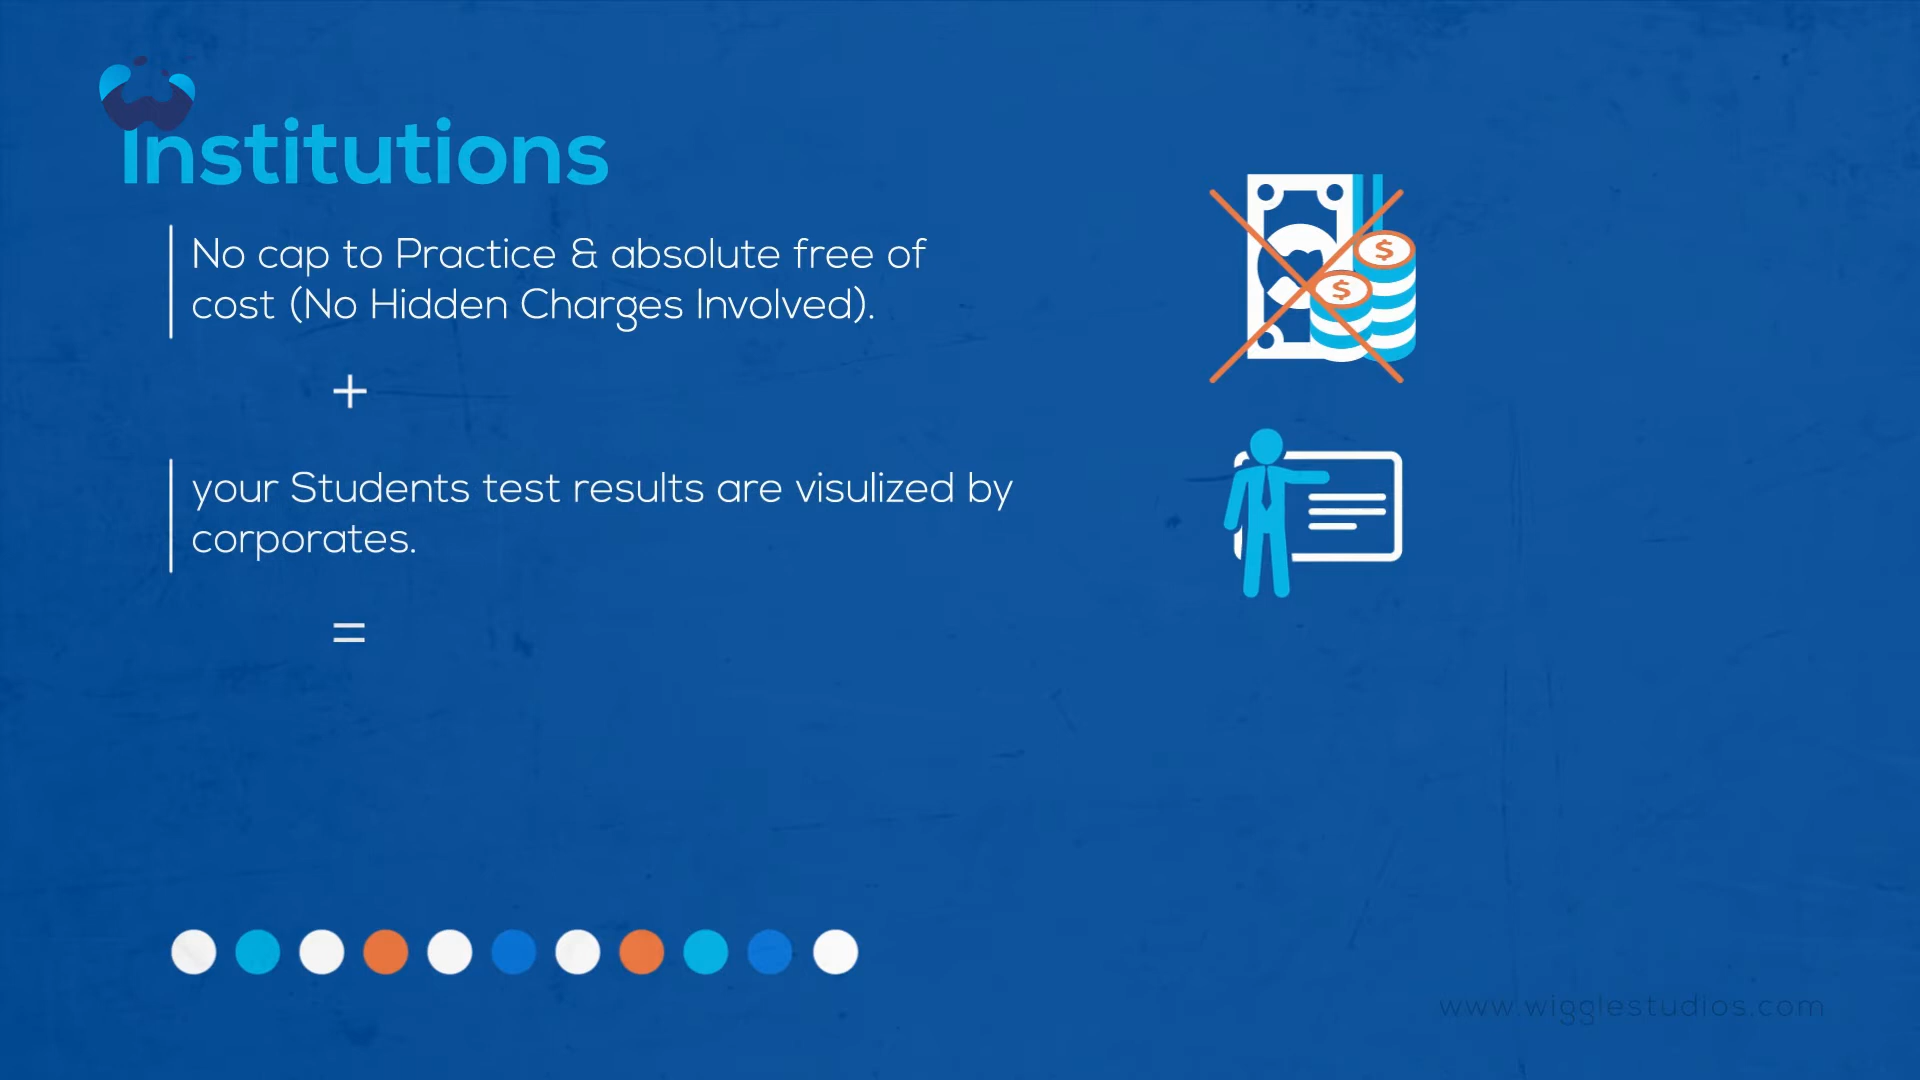 Institutions
No cap to Practice & absolute free of
cost (No Hidden Charges Involved).
+
your Students test results are visulized by
corporates.
=
$
$
www.wigglestudios.com